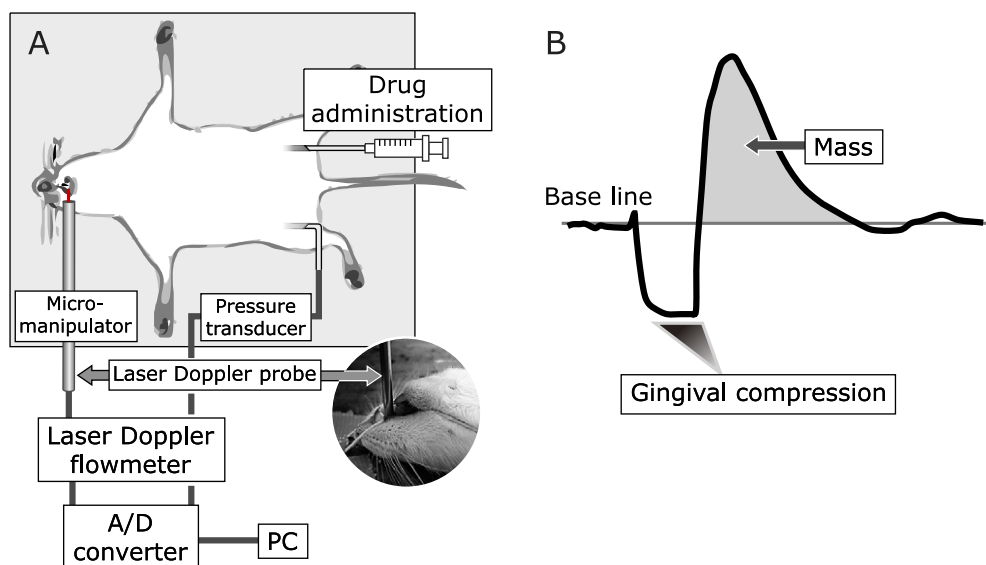 A
Drug
administration
Micro-
manipulator
Pressure
transducer
Laser Doppler probe
Laser Doppler
flowmeter
A/D
converter
PC
B
Mass
Base line
Gingival compression